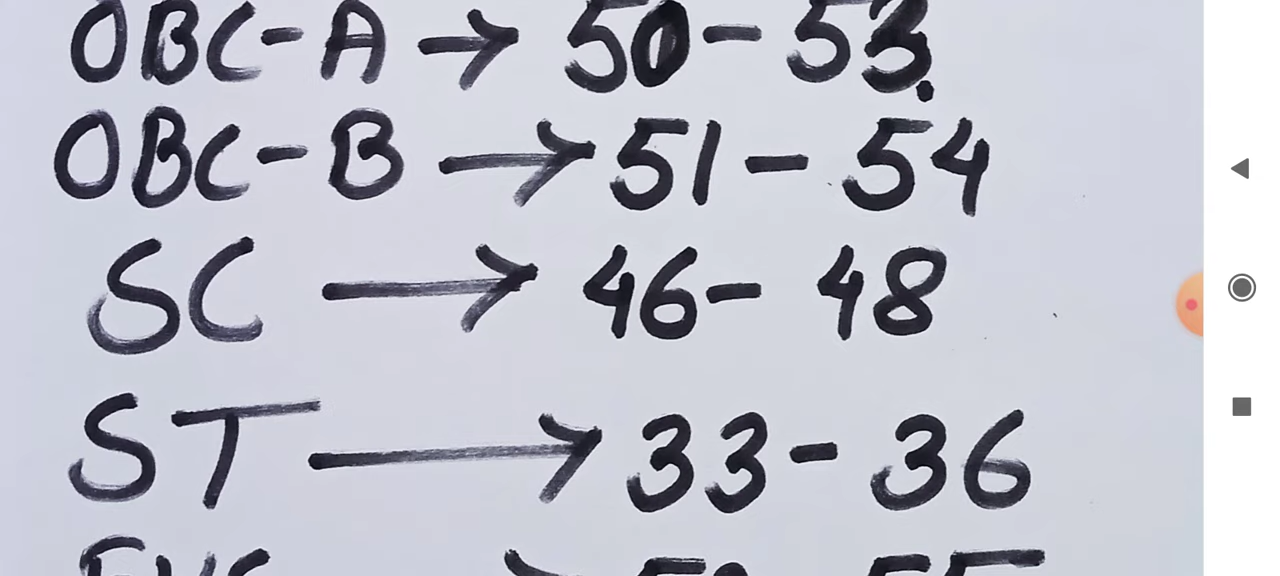 OBC-A → 50-53.
OBC-B → 51-54
SC → 46-48
ST → 33-36